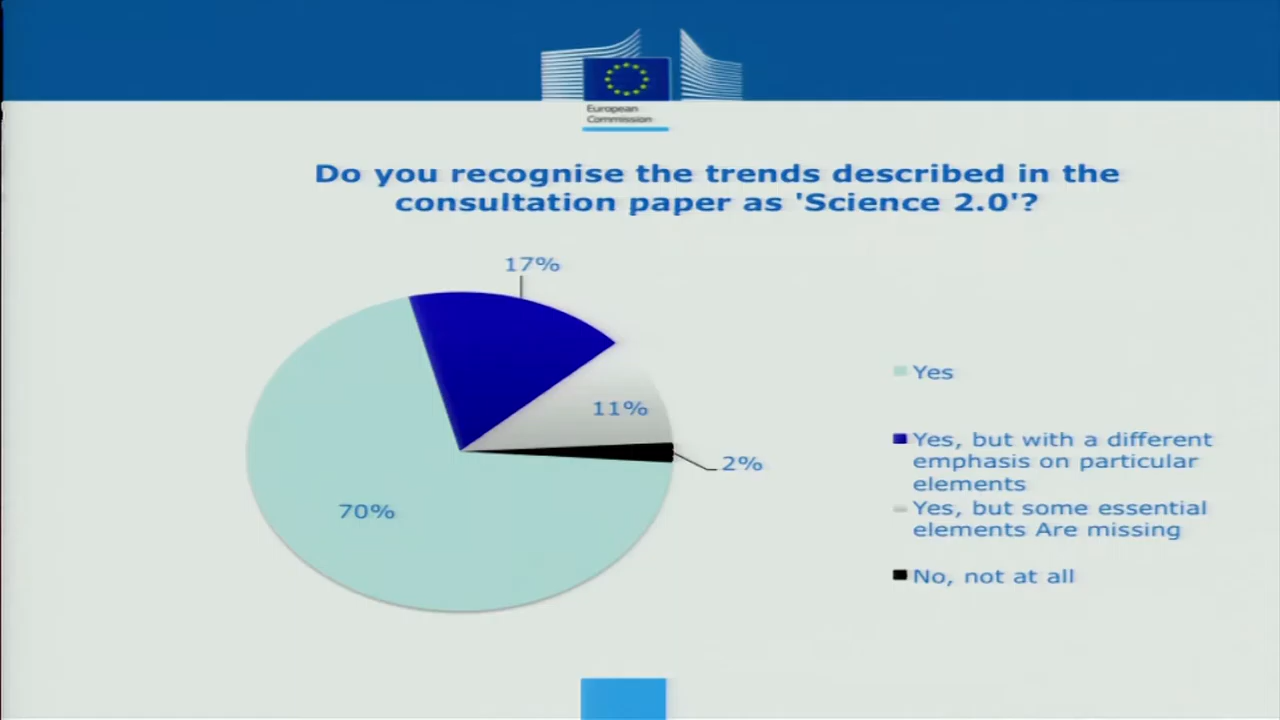 European
Commission
Do you recognise the trends described in the
consultation paper as 'Science 2.0'?
17%
11%
2%
70%
Yes
Yes, but with a different
emphasis on particular
elements
Yes, but some essential
elements Are missing
No, not at all